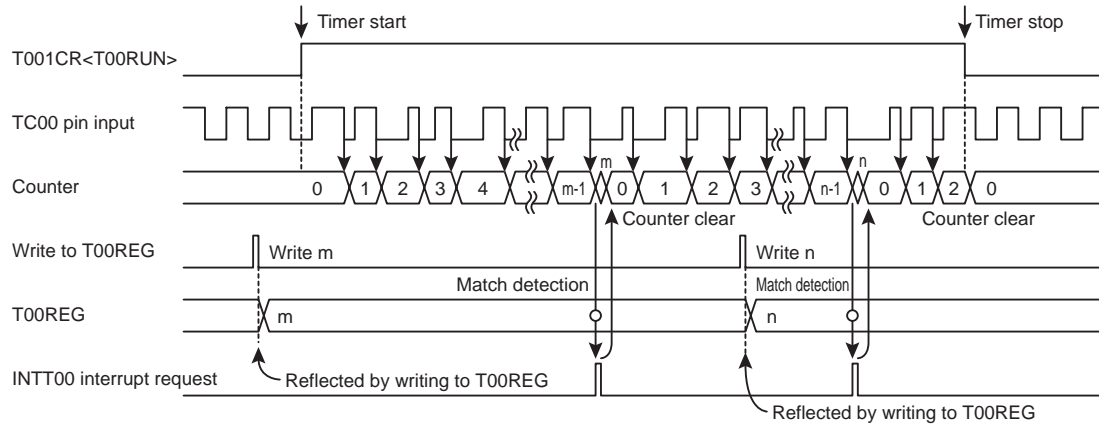 Timer start
Timer stop
T001CR<T00RUN>
TC00 pin input
m
n
Counter
0 1 2 3 4 m-1 0 1 2 3 n-1 0 1 2 0
Counter clear
Counter clear
Write to T00REG
Write m
Write n
Match detection
Match detection
T00REG
m
n
INTT00 interrupt request
Reflected by writing to T00REG
Reflected by writing to T00REG